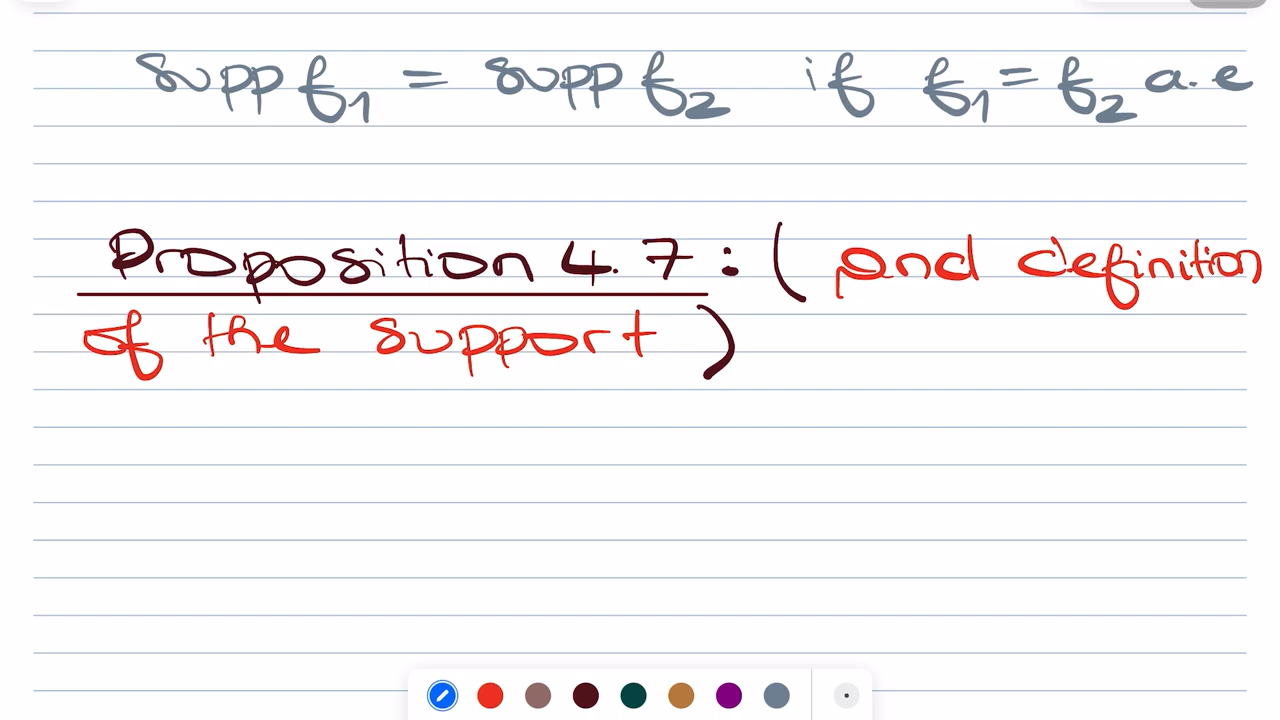 supp f₁ = supp f₂ if f₁ = f₂ a.e
Proposition 4.7 : ( and definition
of the support )